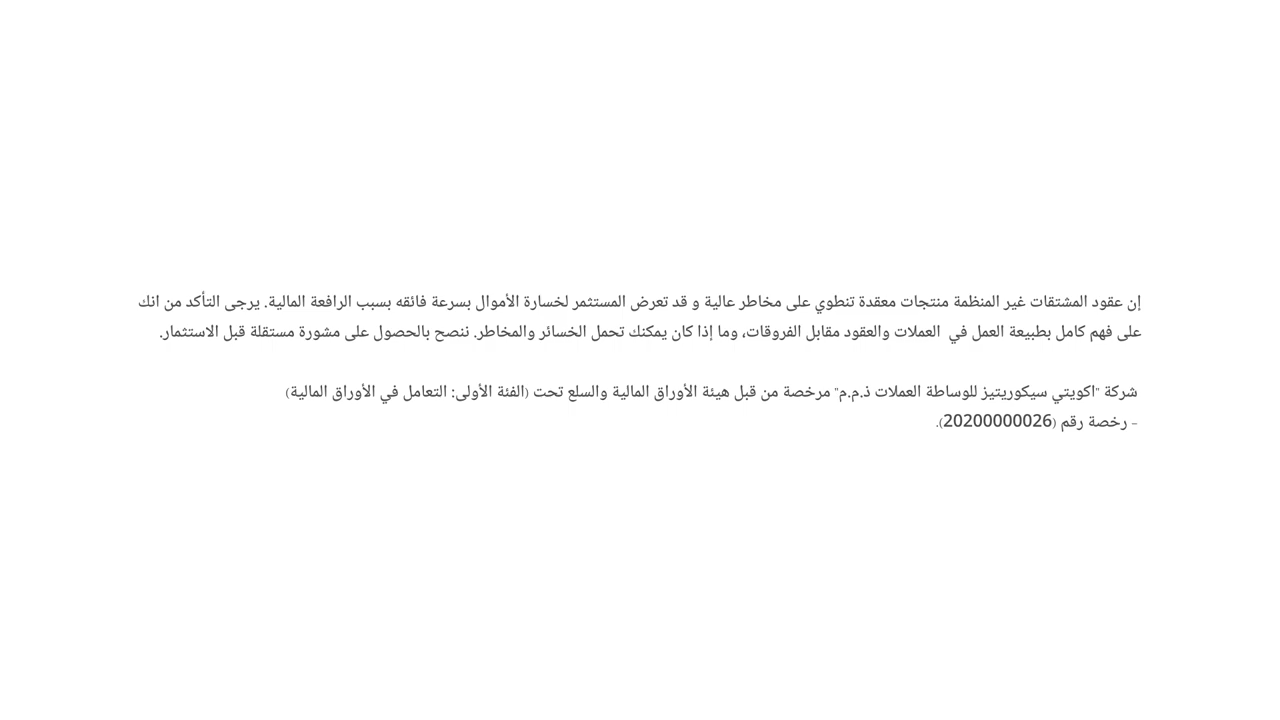 إن عقود المشتقات غير المنظمة منتجات معقدة تنطوي على مخاطر عالية و قد تعرض المستثمر لخسارة الأموال بسرعة فائقه بسبب الرافعة المالية. يرجى التأكد من انك
على فهم كامل بطبيعة العمل في العملات والعقود مقابل الفروقات، وما إذا كان يمكنك تحمل الخسائر والمخاطر. ننصح بالحصول على مشورة مستقلة قبل الاستثمار.
شركة "اكويتي سيكوريتيز للوساطة العملات ذ.م.م" مرخصة من قبل هيئة الأوراق المالية والسلع تحت (الفئة الأولى: التعامل في الأوراق المالية)
– رخصة رقم (20200000026).